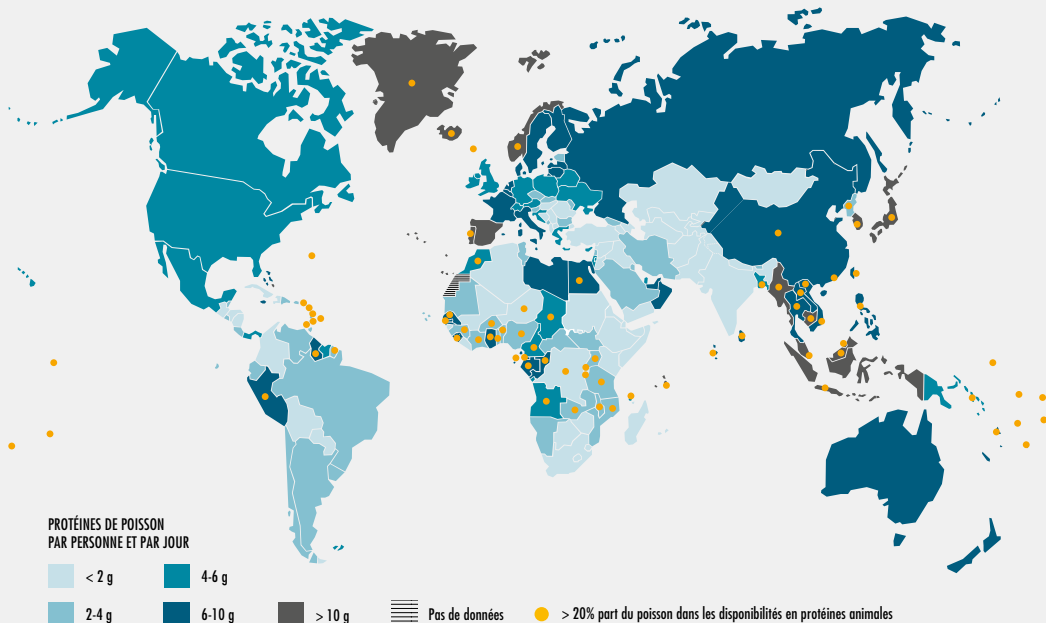 PROTÉINES DE POISSON
PAR PERSONNE ET PAR JOUR
< 2 g
4-6 g
2-4 g
6-10 g
> 10 g
Pas de données
> 20% part du poisson dans les disponibilités en protéines animales